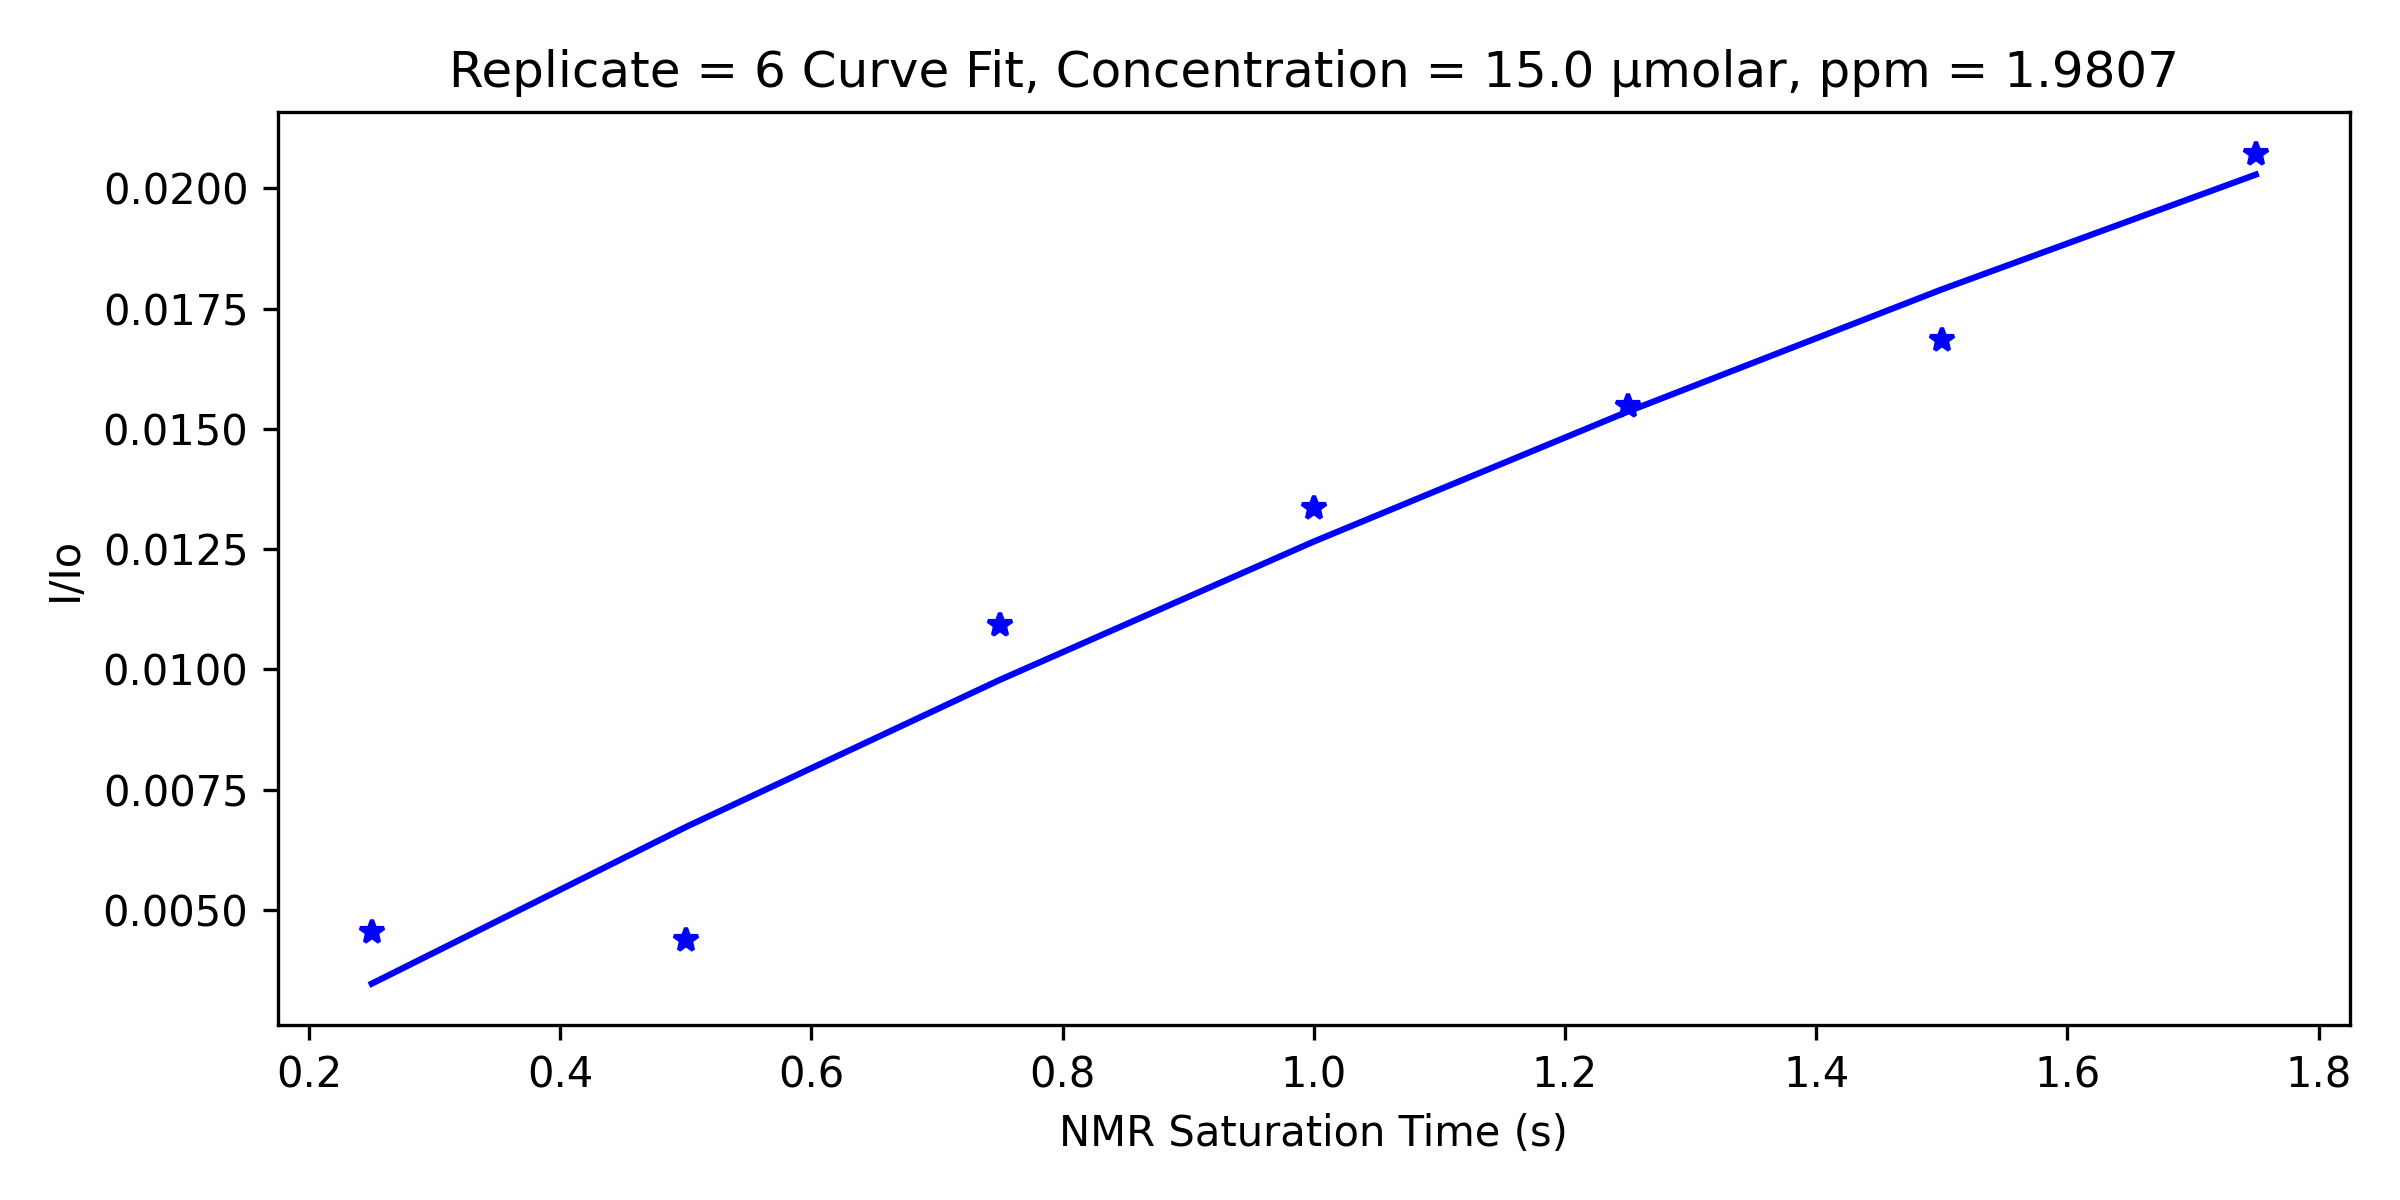 Replicate = 6 Curve Fit, Concentration = 15.0 µmolar, ppm = 1.9807
0.0200
0.0175
0.0150
0.0125
0.0100
0.0075
0.0050
I/Io
0.2 0.4 0.6 0.8 1.0 1.2 1.4 1.6 1.8
NMR Saturation Time (s)